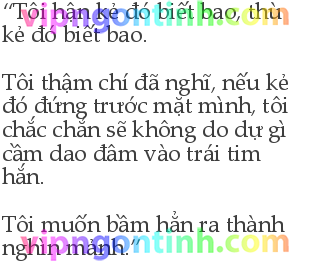 “Tôi hận kẻ đó biết bao, thù
kẻ đó biết bao.
Tôi thậm chí đã nghĩ, nếu kẻ
đó đứng trước mặt mình, tôi
chắc chắn sẽ không do dự gì
cầm dao đâm vào trái tim
hắn.
Tôi muốn bầm hẳn ra thành
nghìn mảnh.”
vipngontinh.com
vipngontinh.com